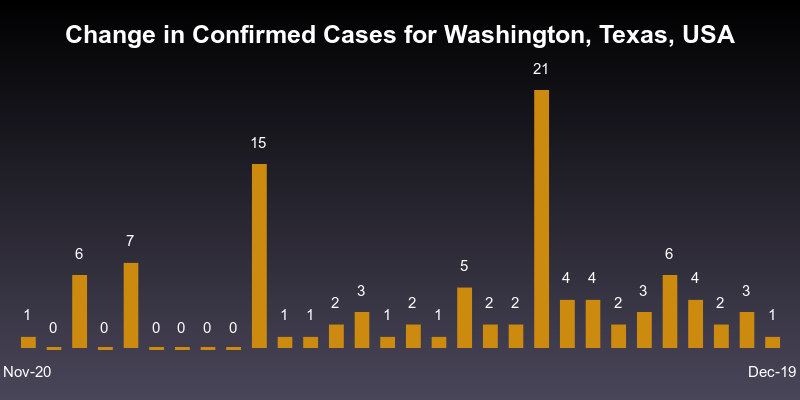 Change in Confirmed Cases for Washington, Texas, USA
1 0 6 0 7 0 0 0 0 15 1 1 2 3 1 2 1 5 2 2 21 4 4 2 3 6 4 2 3 1
Nov-20 Dec-19